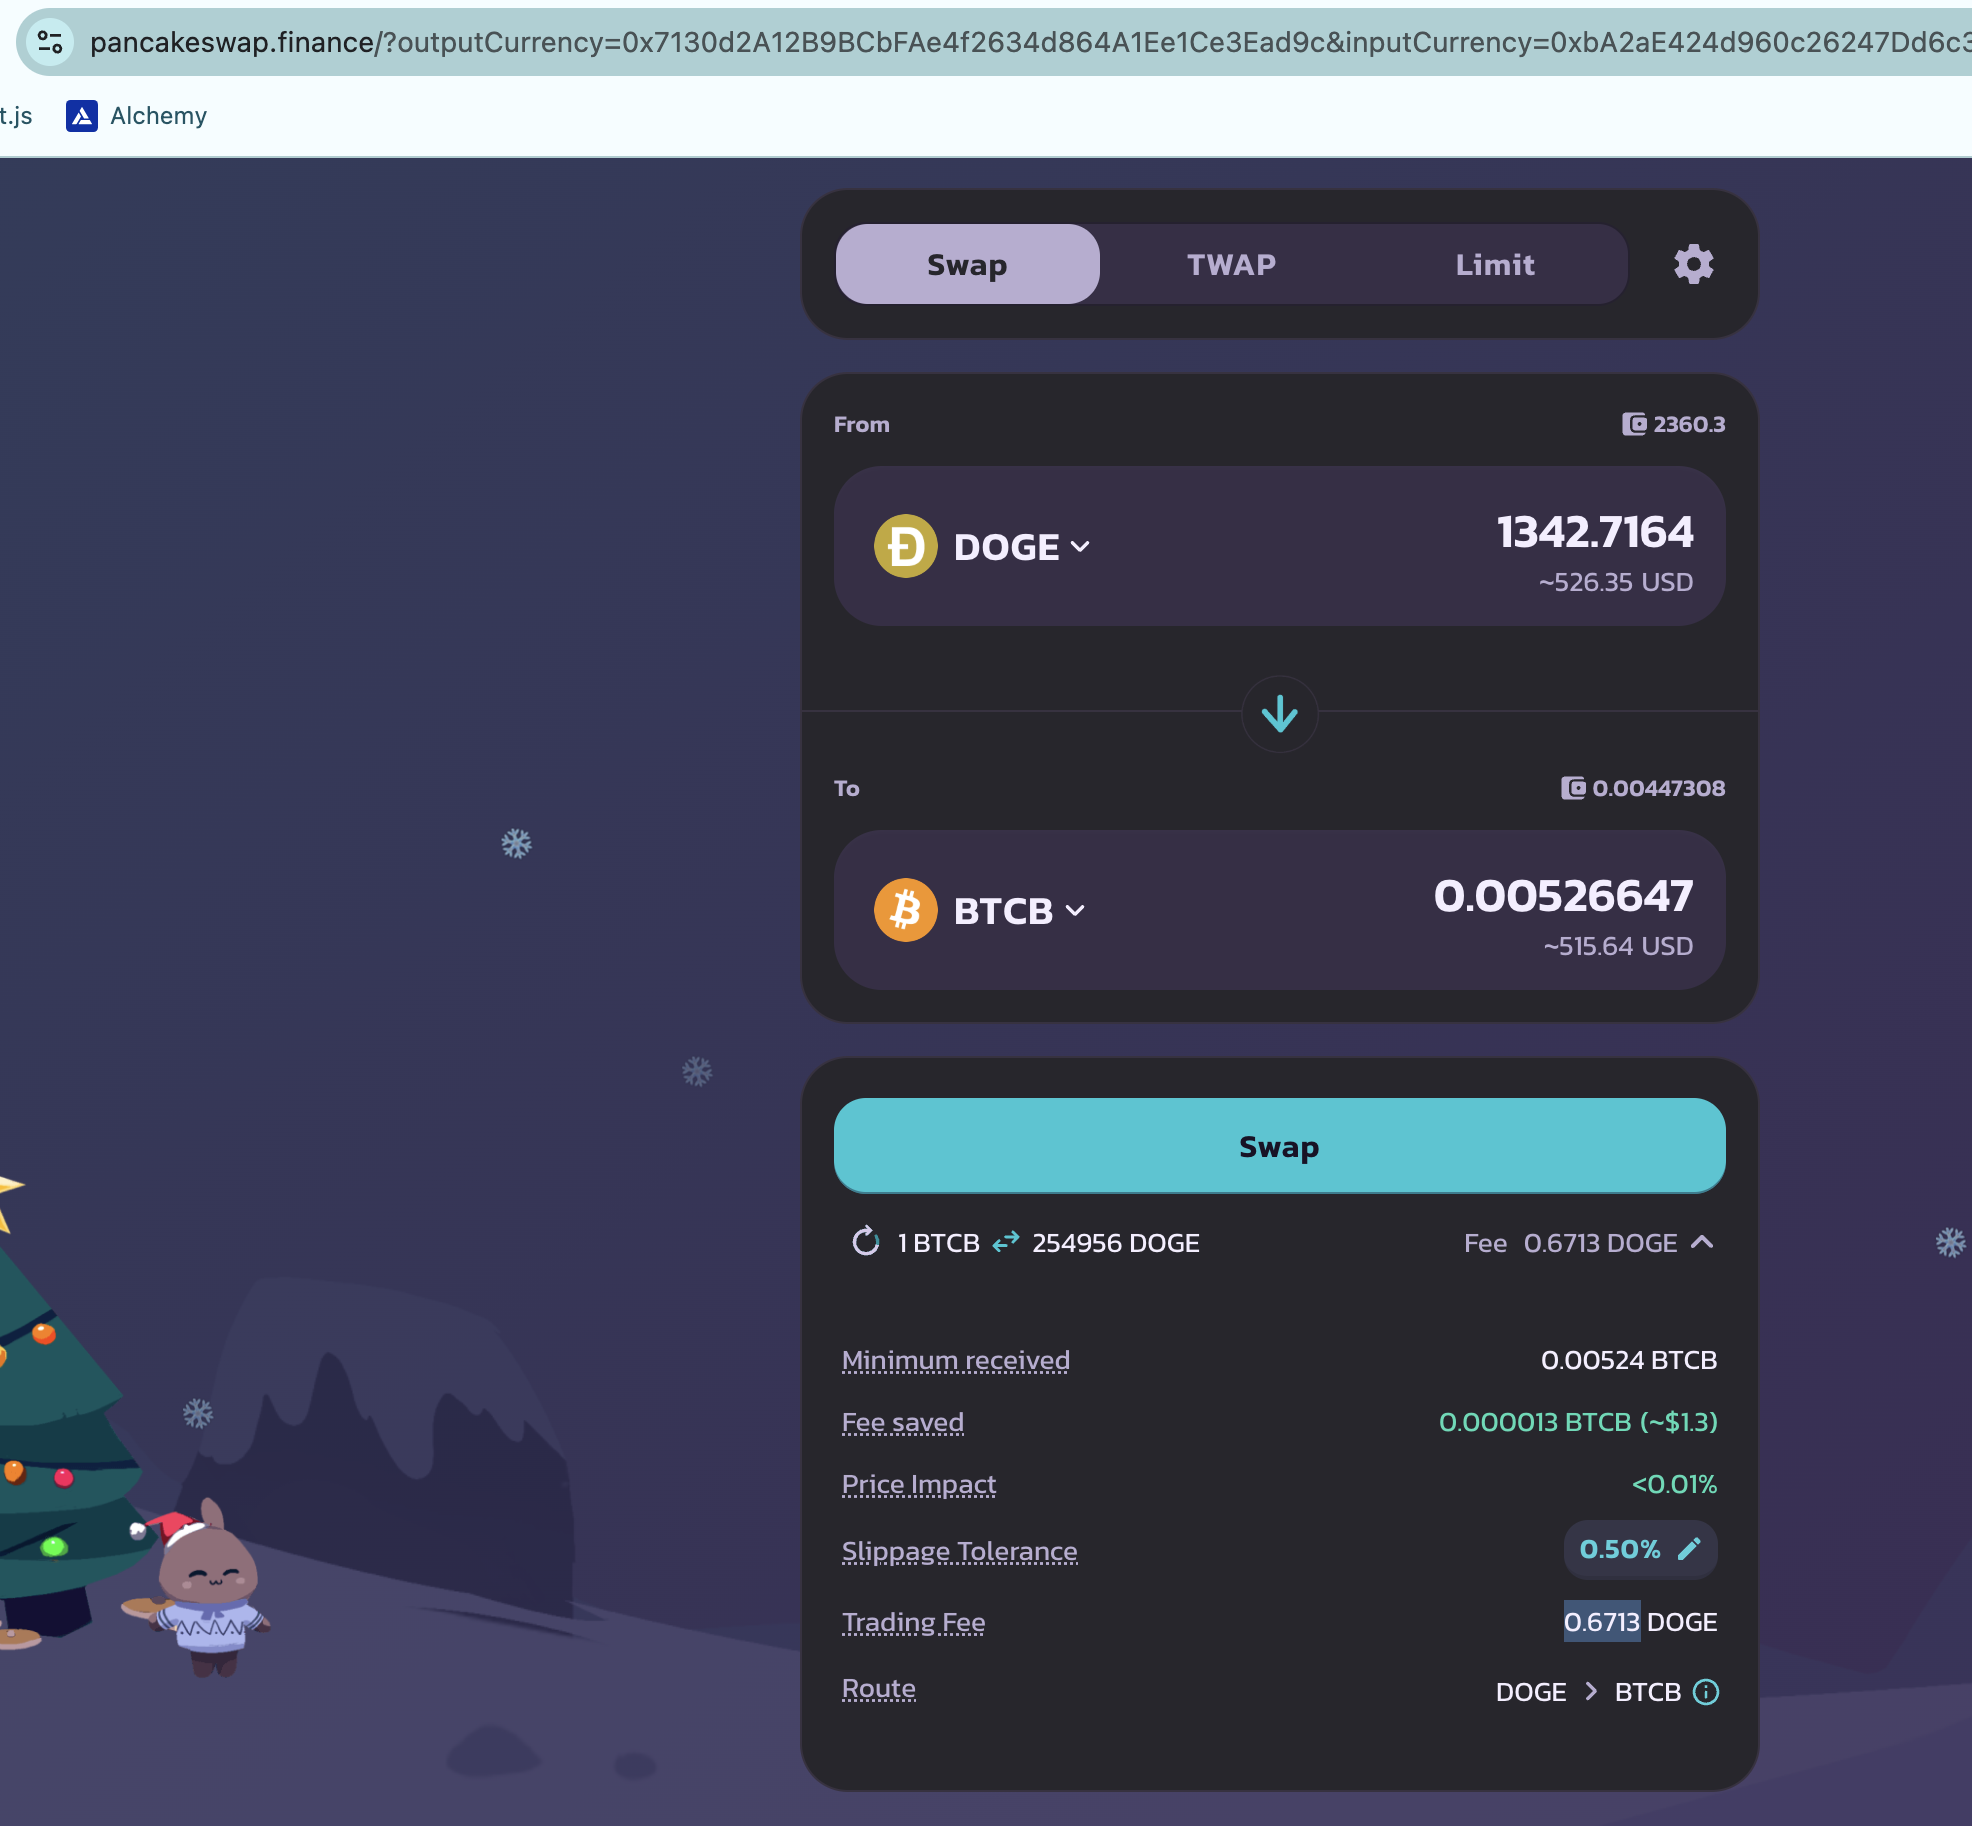 pancakeswap.finance/?outputCurrency=0x7130d2A12B9BCbFAe4f2634d864A1Ee1Ce3Ead9c&inputCurrency=0xbA2aE424d960c26247Dd6c3
t.js Alchemy
Swap TWAP Limit
From 2360.3
DOGE 1342.7164
~526.35 USD
To 0.00447308
BTCB 0.00526647
~515.64 USD
Swap
1 BTCB 254956 DOGE Fee 0.6713 DOGE
Minimum received 0.00524 BTCB
Fee saved 0.000013 BTCB (~$1.3)
Price Impact <0.01%
Slippage Tolerance 0.50%
Trading Fee 0.6713 DOGE
Route DOGE > BTCB